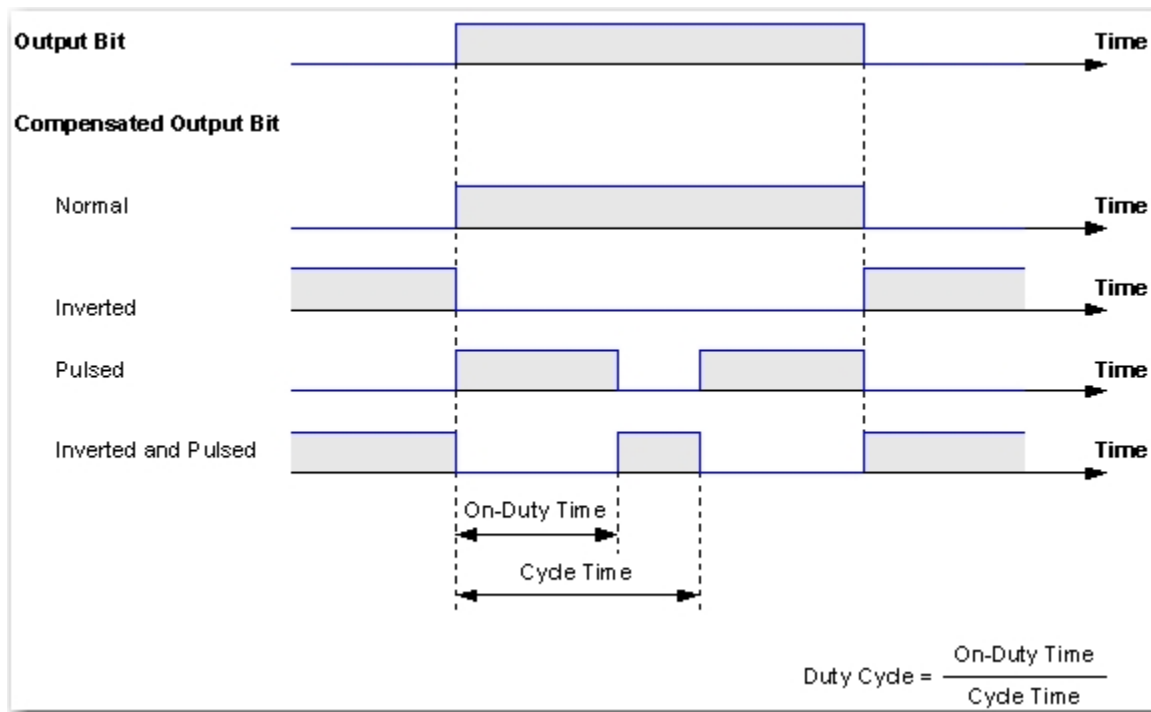 Output Bit
Time
Compensated Output Bit
Normal
Time
Inverted
Time
Pulsed
Time
Inverted and Pulsed
Time
On-Duty Time
Cycle Time
Duty Cycle = On-Duty Time
Cycle Time